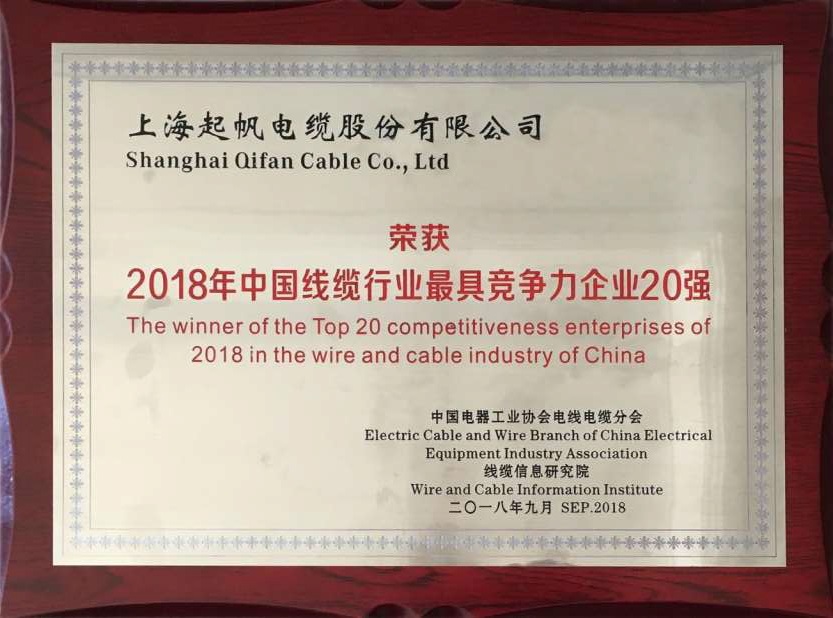 上海起帆电缆股份有限公司
Shanghai Qifan Cable Co., Ltd
荣获
2018年中国线缆行业最具竞争力企业20强
The winner of the Top 20 competitiveness enterprises of
2018 in the wire and cable industry of China
中国电器工业协会电线电缆分会
Electric Cable and Wire Branch of China Electrical
Equipment Industry Association
线缆信息研究院
Wire and Cable Information Institute
二〇一八年九月 SEP.2018